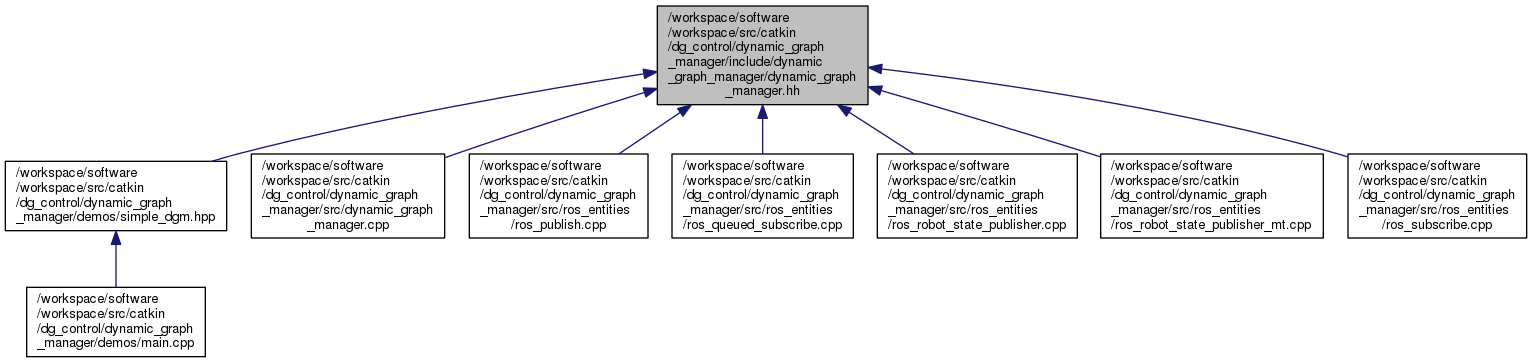 /workspace/software
/workspace/src/catkin
/dg_control/dynamic_graph
_manager/include/dynamic
_graph_manager/dynamic_graph
_manager.hh
/workspace/software
/workspace/src/catkin
/dg_control/dynamic_graph
_manager/demos/simple_dgm.hpp
/workspace/software
/workspace/src/catkin
/dg_control/dynamic_graph
_manager/src/dynamic_graph
_manager.cpp
/workspace/software
/workspace/src/catkin
/dg_control/dynamic_graph
_manager/src/ros_entities
/ros_publish.cpp
/workspace/software
/workspace/src/catkin
/dg_control/dynamic_graph
_manager/src/ros_entities
/ros_queued_subscribe.cpp
/workspace/software
/workspace/src/catkin
/dg_control/dynamic_graph
_manager/src/ros_entities
/ros_robot_state_publisher.cpp
/workspace/software
/workspace/src/catkin
/dg_control/dynamic_graph
_manager/src/ros_entities
/ros_robot_state_publisher_mt.cpp
/workspace/software
/workspace/src/catkin
/dg_control/dynamic_graph
_manager/src/ros_entities
/ros_subscribe.cpp
/workspace/software
/workspace/src/catkin
/dg_control/dynamic_graph
_manager/demos/main.cpp